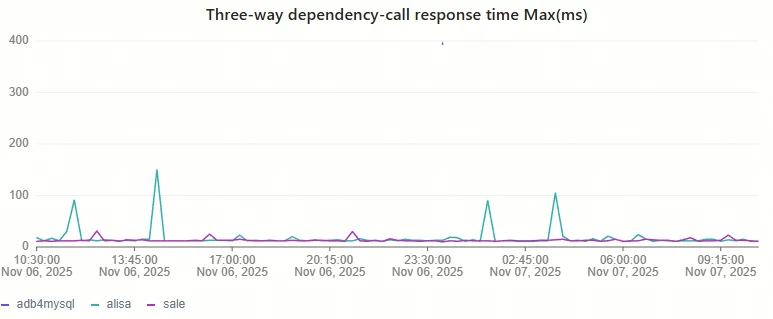 Three-way dependency-call response time Max(ms)
400
300
200
100
0
10:30:00 13:45:00 17:00:00 20:15:00 23:30:00 02:45:00 06:00:00 09:15:00
Nov 06, 2025 Nov 06, 2025 Nov 06, 2025 Nov 06, 2025 Nov 06, 2025 Nov 07, 2025 Nov 07, 2025 Nov 07, 2025
adb4mysql alisa sale